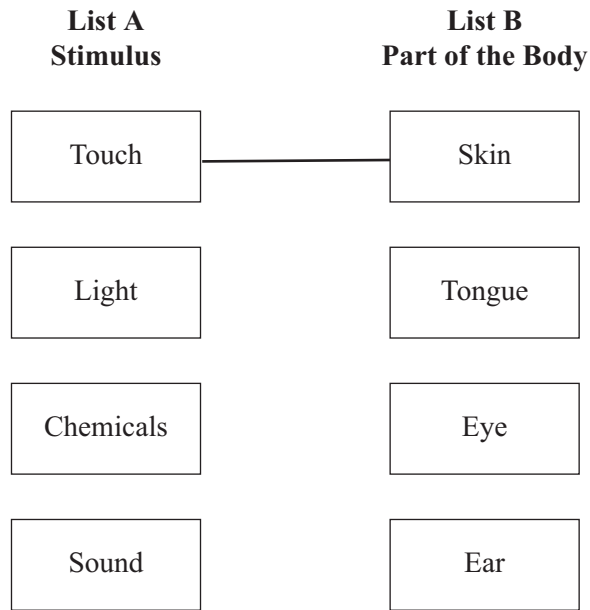 List A
Stimulus
List B
Part of the Body
Touch
Skin
Light
Tongue
Chemicals
Eye
Sound
Ear